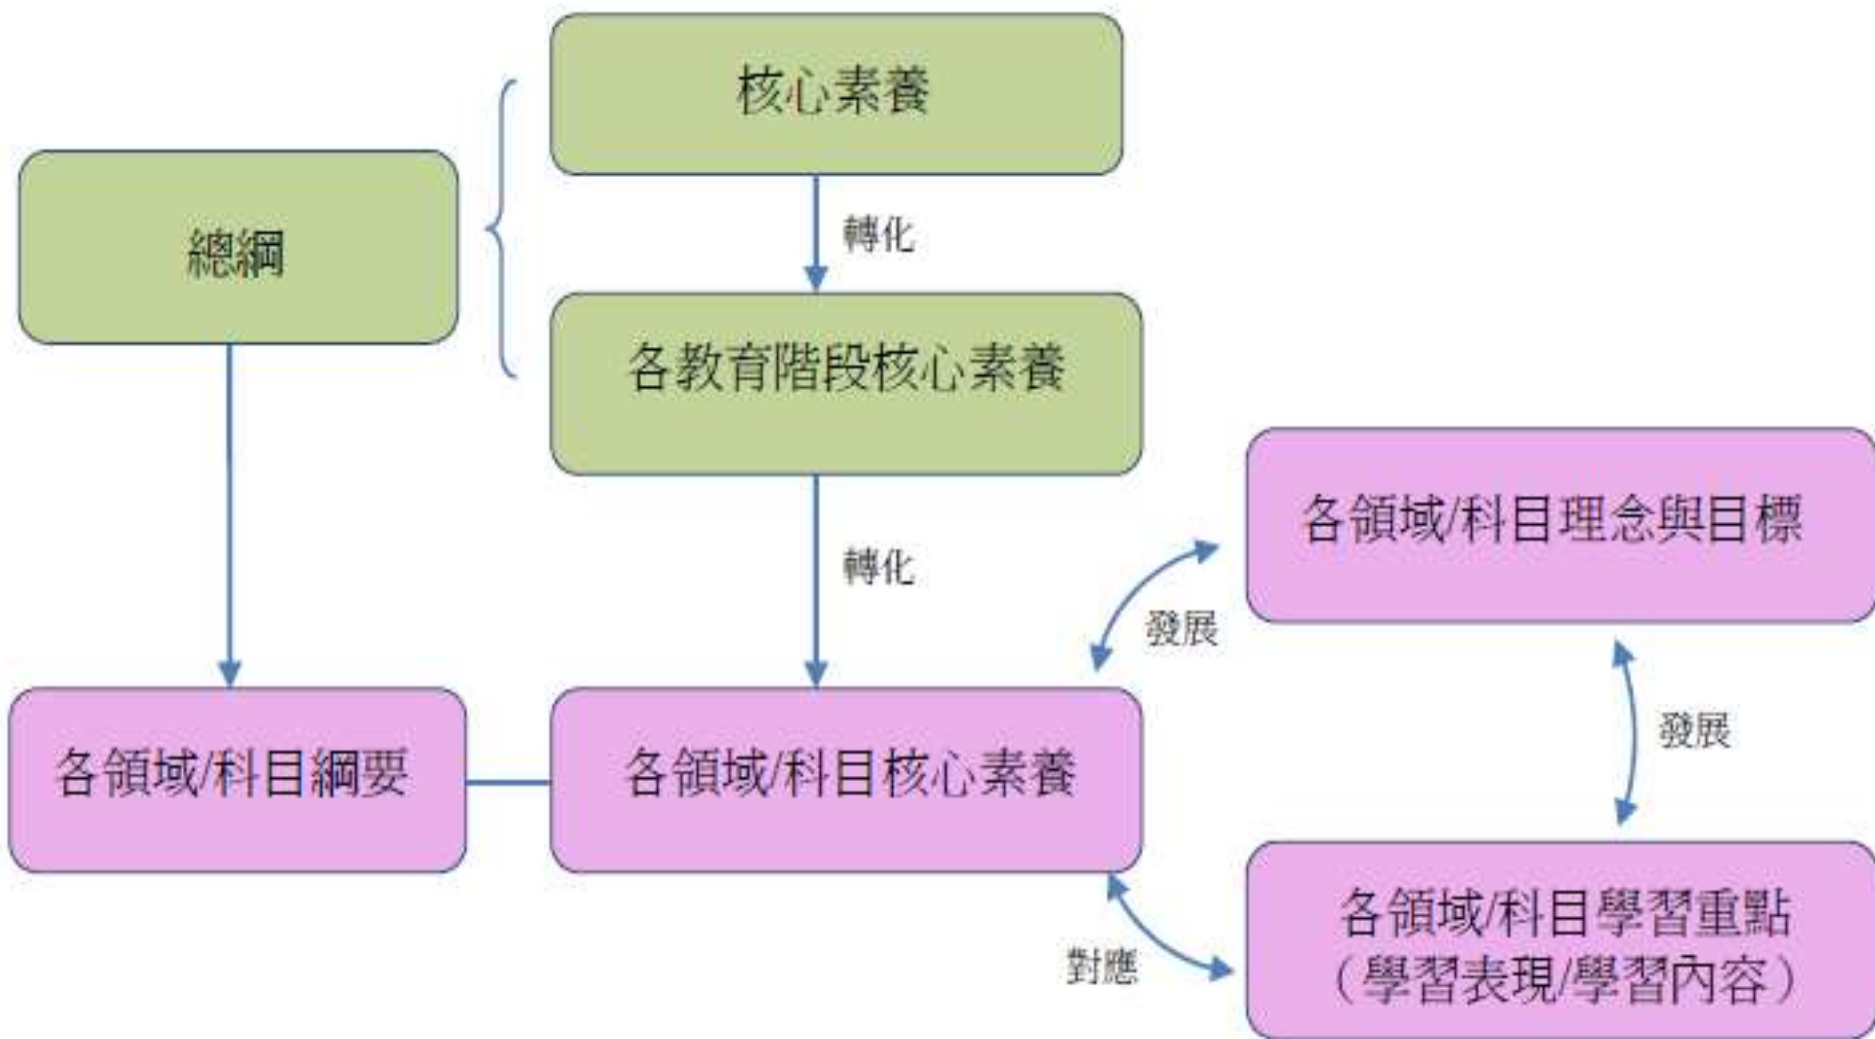 核心素養
總綱
轉化
各教育階段核心素養
轉化
各領域/科目理念與目標
發展
各領域/科目綱要
各領域/科目核心素養
發展
各領域/科目學習重點
（學習表現/學習內容）
對應